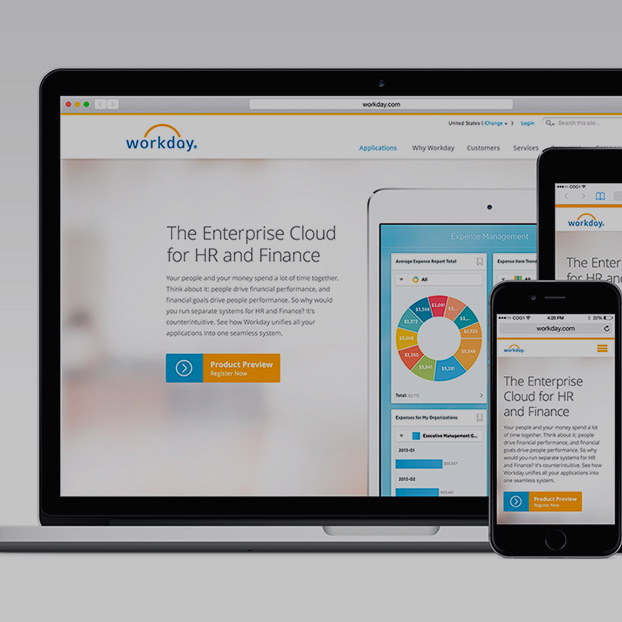 workday.com
United States ( Change ) Login Search this site...
workday.
Applications Why Workday Customers Services
The Enterprise Cloud
for HR and Finance
Your people and your money spend a lot of time together.
Think about it: people drive financial performance, and
financial goals drive people performance. So why would
you run separate systems for HR and Finance? It's
counterintuitive. See how Workday unifies all your
applications into one seamless system.
Product Preview
Register Now
Expense Management
Average Expense Report Total
All
Total:
Expense Item Trend
All
Expenses for My Organizations
Executive Management G...
2013-01
2013-02
workday.
The Enterprise
for HR and
4:20 PM 22%
workday.com
workday.
The Enterprise
Cloud for HR
and Finance
Your people and your money spend a lot
of time together. Think about it: people
drive financial performance, and financial
goals drive people performance. So why
would you run separate systems for HR
and Finance? It's counterintuitive. See how
Workday unifies all your applications into
one seamless system.
Product Preview
Register Now